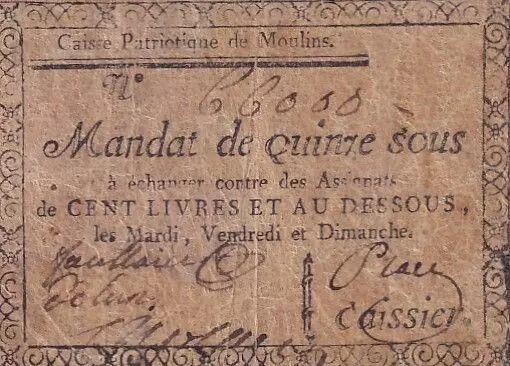 Caisse Patriotique de Moulins.
N° 66000
Mandat de Quinze sous
à échanger contre des Assignats
de CENT LIVRES ET AU DESSOUS,
les Mardi, Vendredi et Dimanche.
Caissier